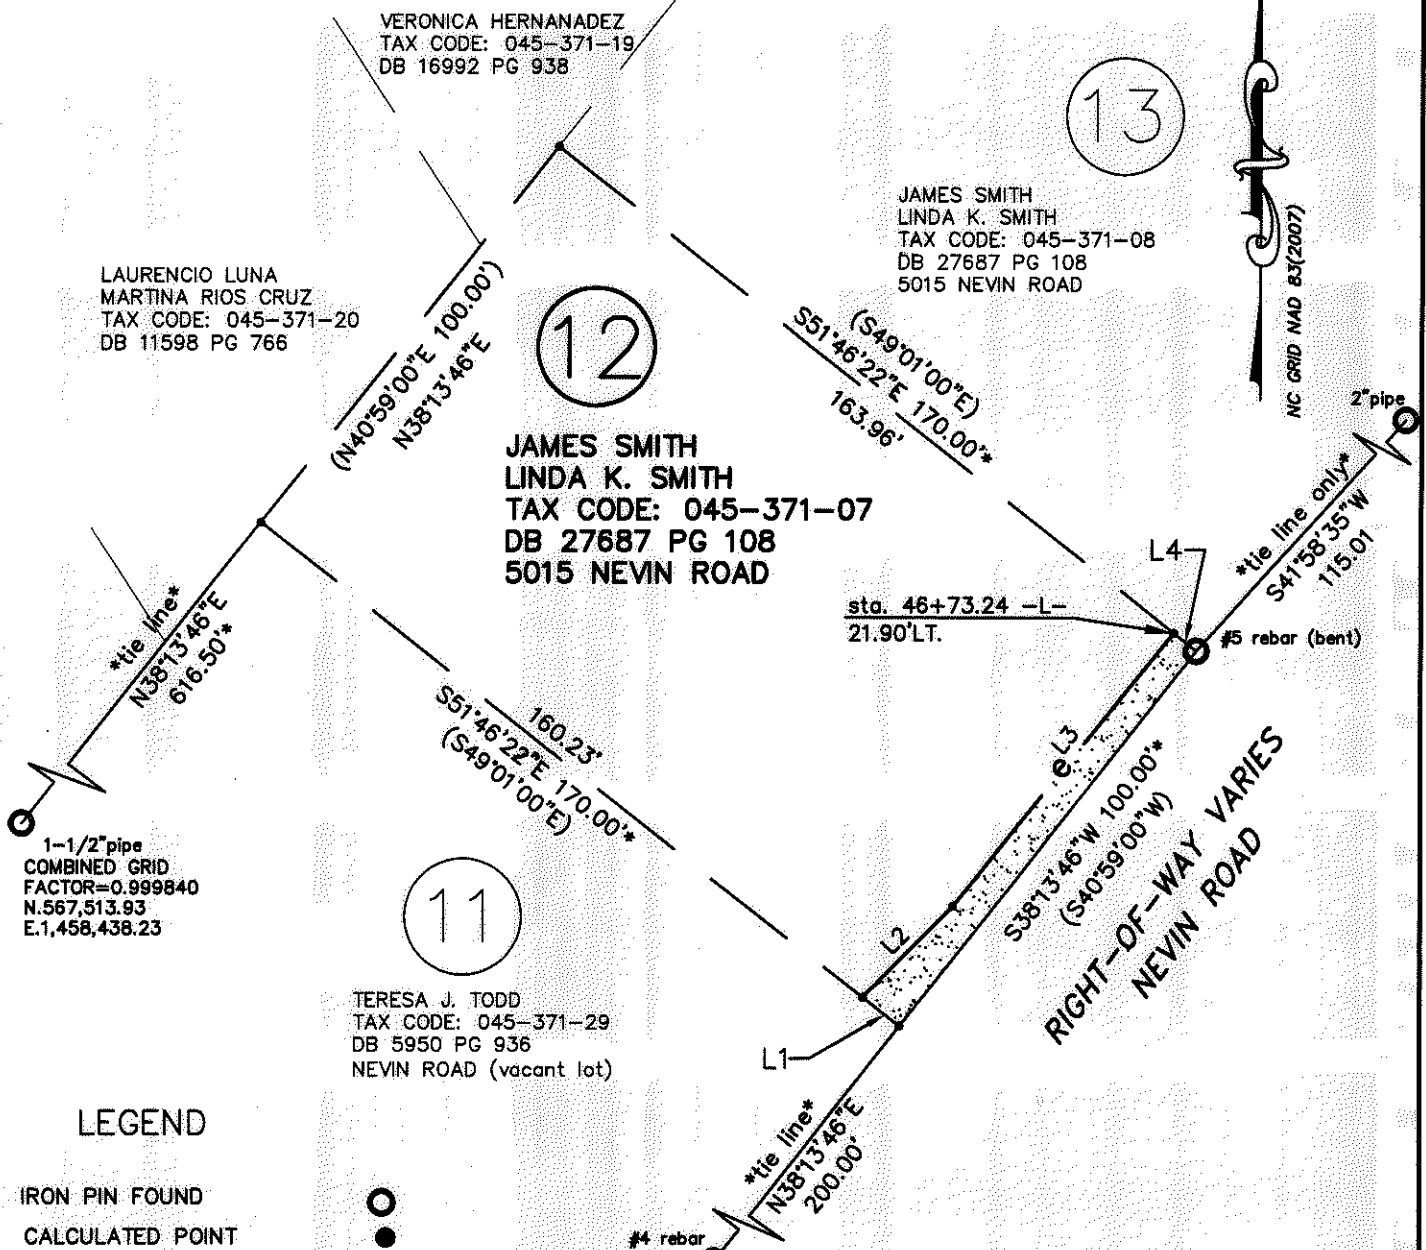 VERONICA HERNANADEZ
TAX CODE: 045-371-19
DB 16992 PG 938
13
JAMES SMITH
LINDA K. SMITH
TAX CODE: 045-371-08
DB 27687 PG 108
5015 NEVIN ROAD
NC GRID NAD 83(2007)
LAURENCIO LUNA
MARTINA RIOS CRUZ
TAX CODE: 045-371-20
DB 11598 PG 766
(N40°59'00"E 100.00')
N38°13'46"E
12
JAMES SMITH
LINDA K. SMITH
TAX CODE: 045-371-07
DB 27687 PG 108
5015 NEVIN ROAD
(S49°01'00"E)
S51°46'22"E 170.00'*
163.96'
2"pipe
*tie line only*
S41°58'35"W
115.01
L4
sta. 46+73.24 -L-
21.90'LT.
#5 rebar (bent)
*tie line*
N38°13'46"E
616.50'*
160.23'
S51°46'22"E 170.00'*
(S49°01'00"E)
e L3
S38°13'46"W 100.00'*
(S40°59'00"W)
RIGHT-OF-WAY VARIES
NEVIN ROAD
1-1/2"pipe
COMBINED GRID
FACTOR=0.999840
N.567,513.93
E.1,458,438.23
11
L2
TERESA J. TODD
TAX CODE: 045-371-29
DB 5950 PG 936
NEVIN ROAD (vacant lot)
L1
*tie line*
N38°13'46"E
200.00'
LEGEND
IRON PIN FOUND
CALCULATED POINT
#4 rebar